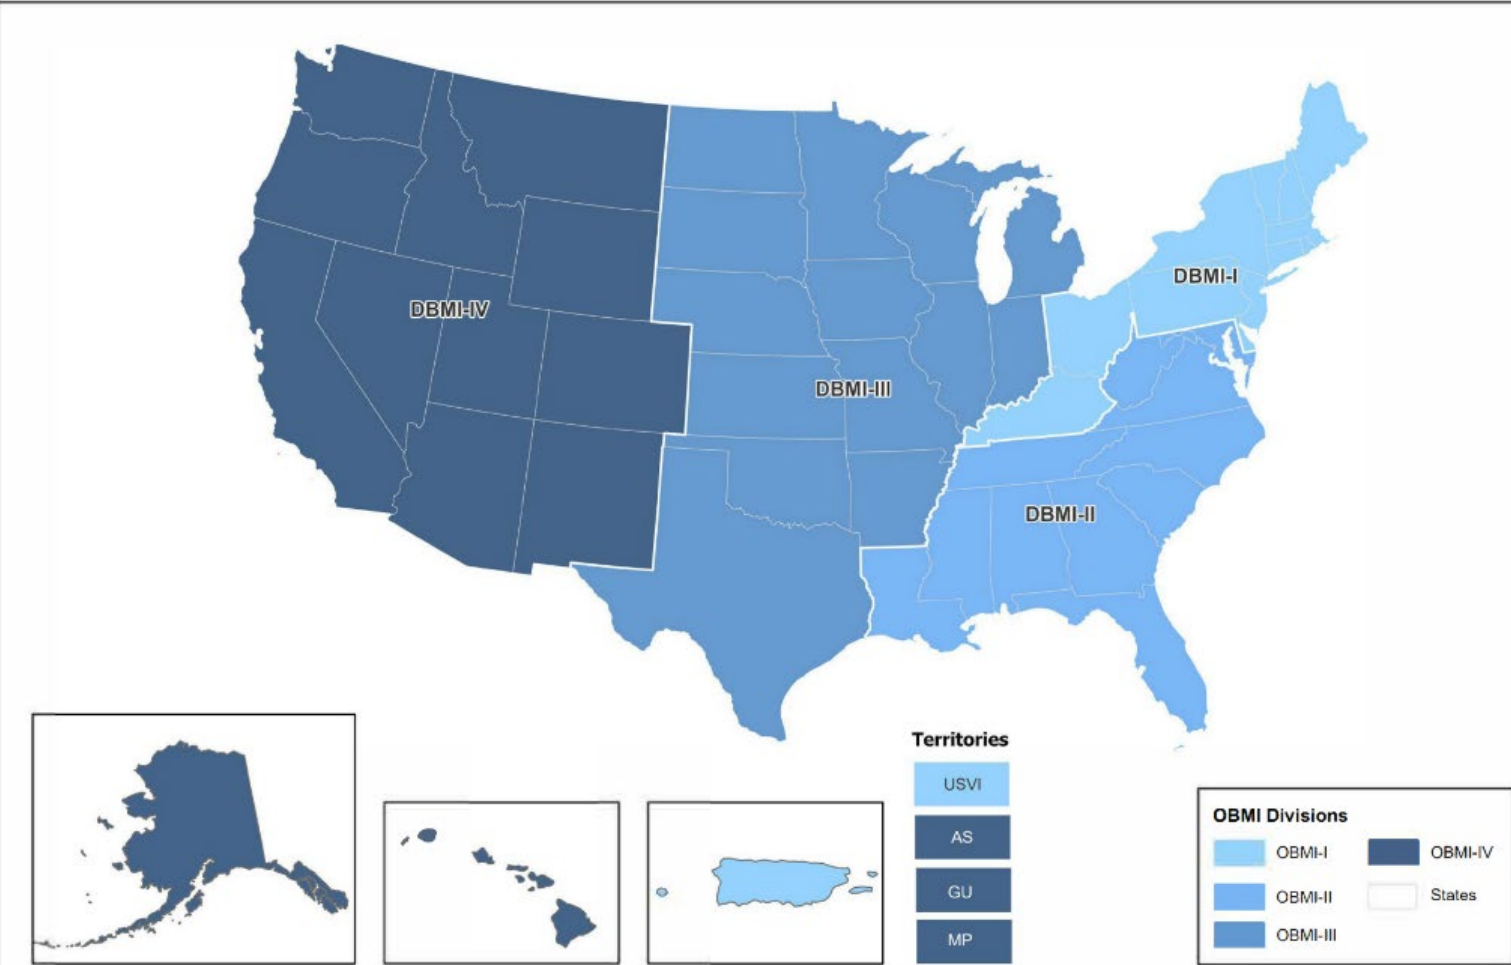 DBMI-I
DBMI-IV
DBMI-III
DBMI-II
Territories
USVI
AS
GU
MP
OBMI Divisions
OBMI-I
OBMI-IV
OBMI-II
States
OBMI-III